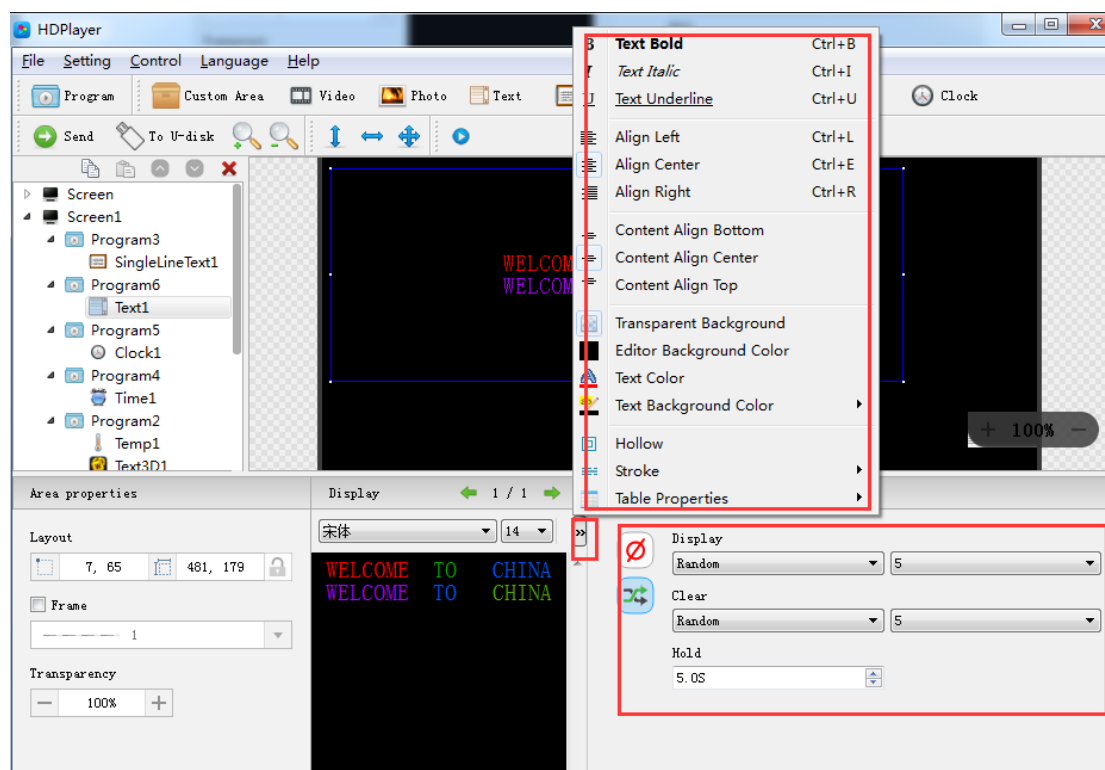 HDPlayer
File Setting Control Language Help
Program Custom Area Video Photo Text Clock
Send To U-disk
Screen
Screen1
Program3
SingleLineText1
Program6
Text1
Program5
Clock1
Program4
Time1
Program2
Temp1
Text3D1
WELCOM
WELCOM
B Text Bold Ctrl+B
I Text Italic Ctrl+I
U Text Underline Ctrl+U
Align Left Ctrl+L
Align Center Ctrl+E
Align Right Ctrl+R
Content Align Bottom
Content Align Center
Content Align Top
Transparent Background
Editor Background Color
Text Color
Text Background Color
Hollow
Stroke
Table Properties
+ 100% −
Area properties
Layout
7, 65 481, 179
Frame
1
Transparency
— 100% +
Display 1 / 1
宋体 14 »
WELCOME TO CHINA
WELCOME TO CHINA
Display
Random 5
Clear
Random 5
Hold
5.0S